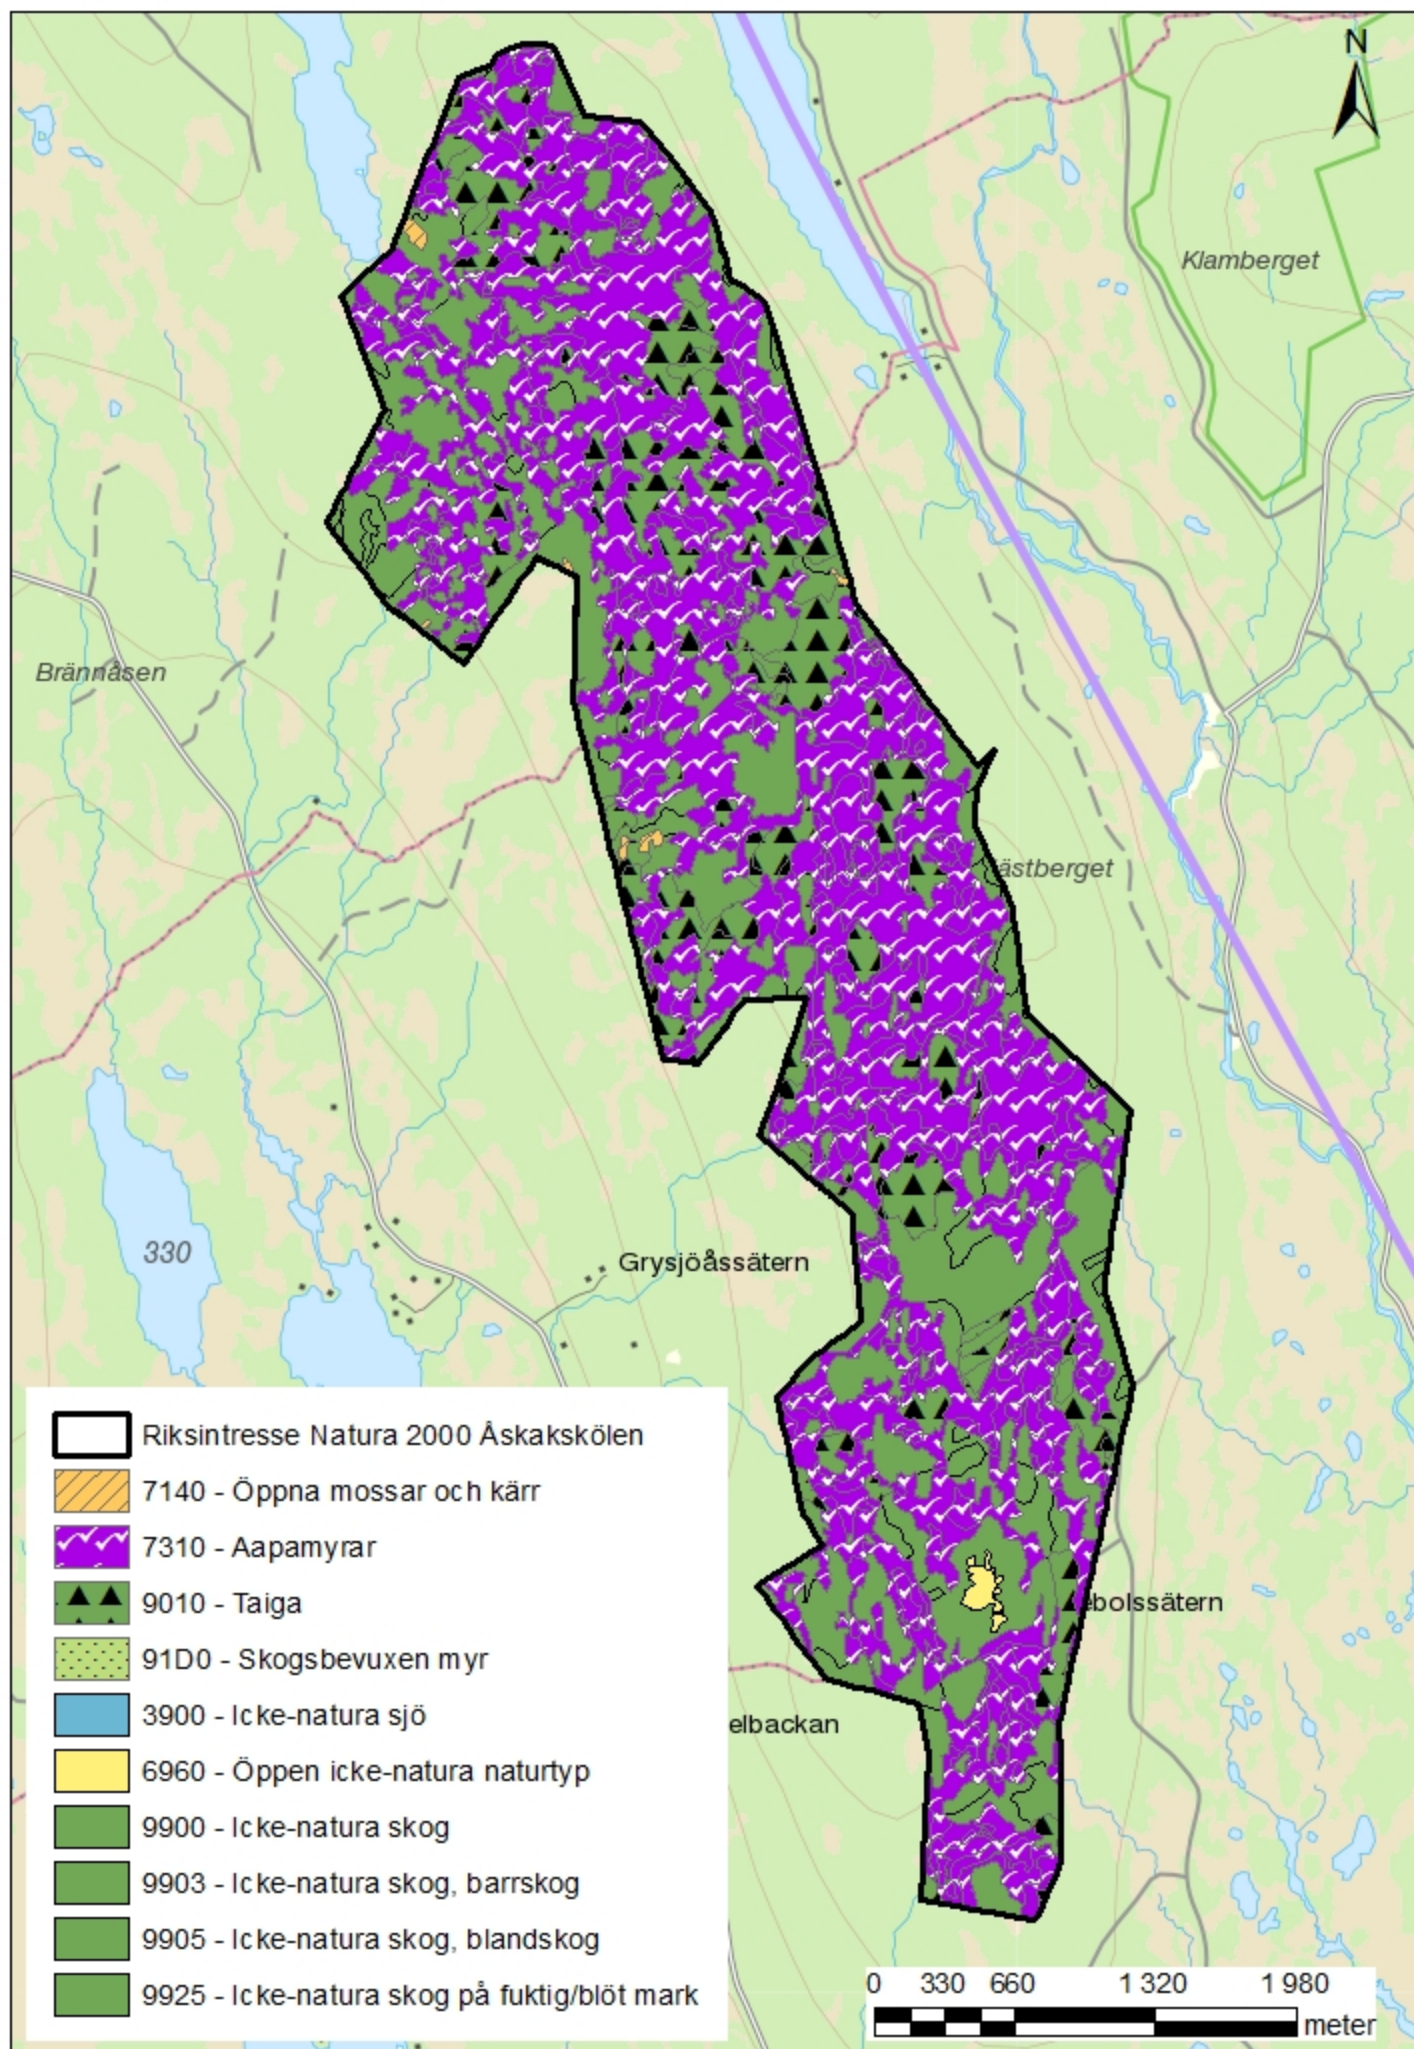 N
Klamberget
Brännåsen
ästberget
330
Grysjöåssätern
ebolssätern
elbackan
Riksintresse Natura 2000 Åskakskölen
7140 - Öppna mossar och kärr
7310 - Aapamyrar
9010 - Taiga
91D0 - Skogsbevuxen myr
3900 - Icke-natura sjö
6960 - Öppen icke-natura naturtyp
9900 - Icke-natura skog
9903 - Icke-natura skog, barrskog
9905 - Icke-natura skog, blandskog
9925 - Icke-natura skog på fuktig/blöt mark
0 330 660 1 320 1 980
meter